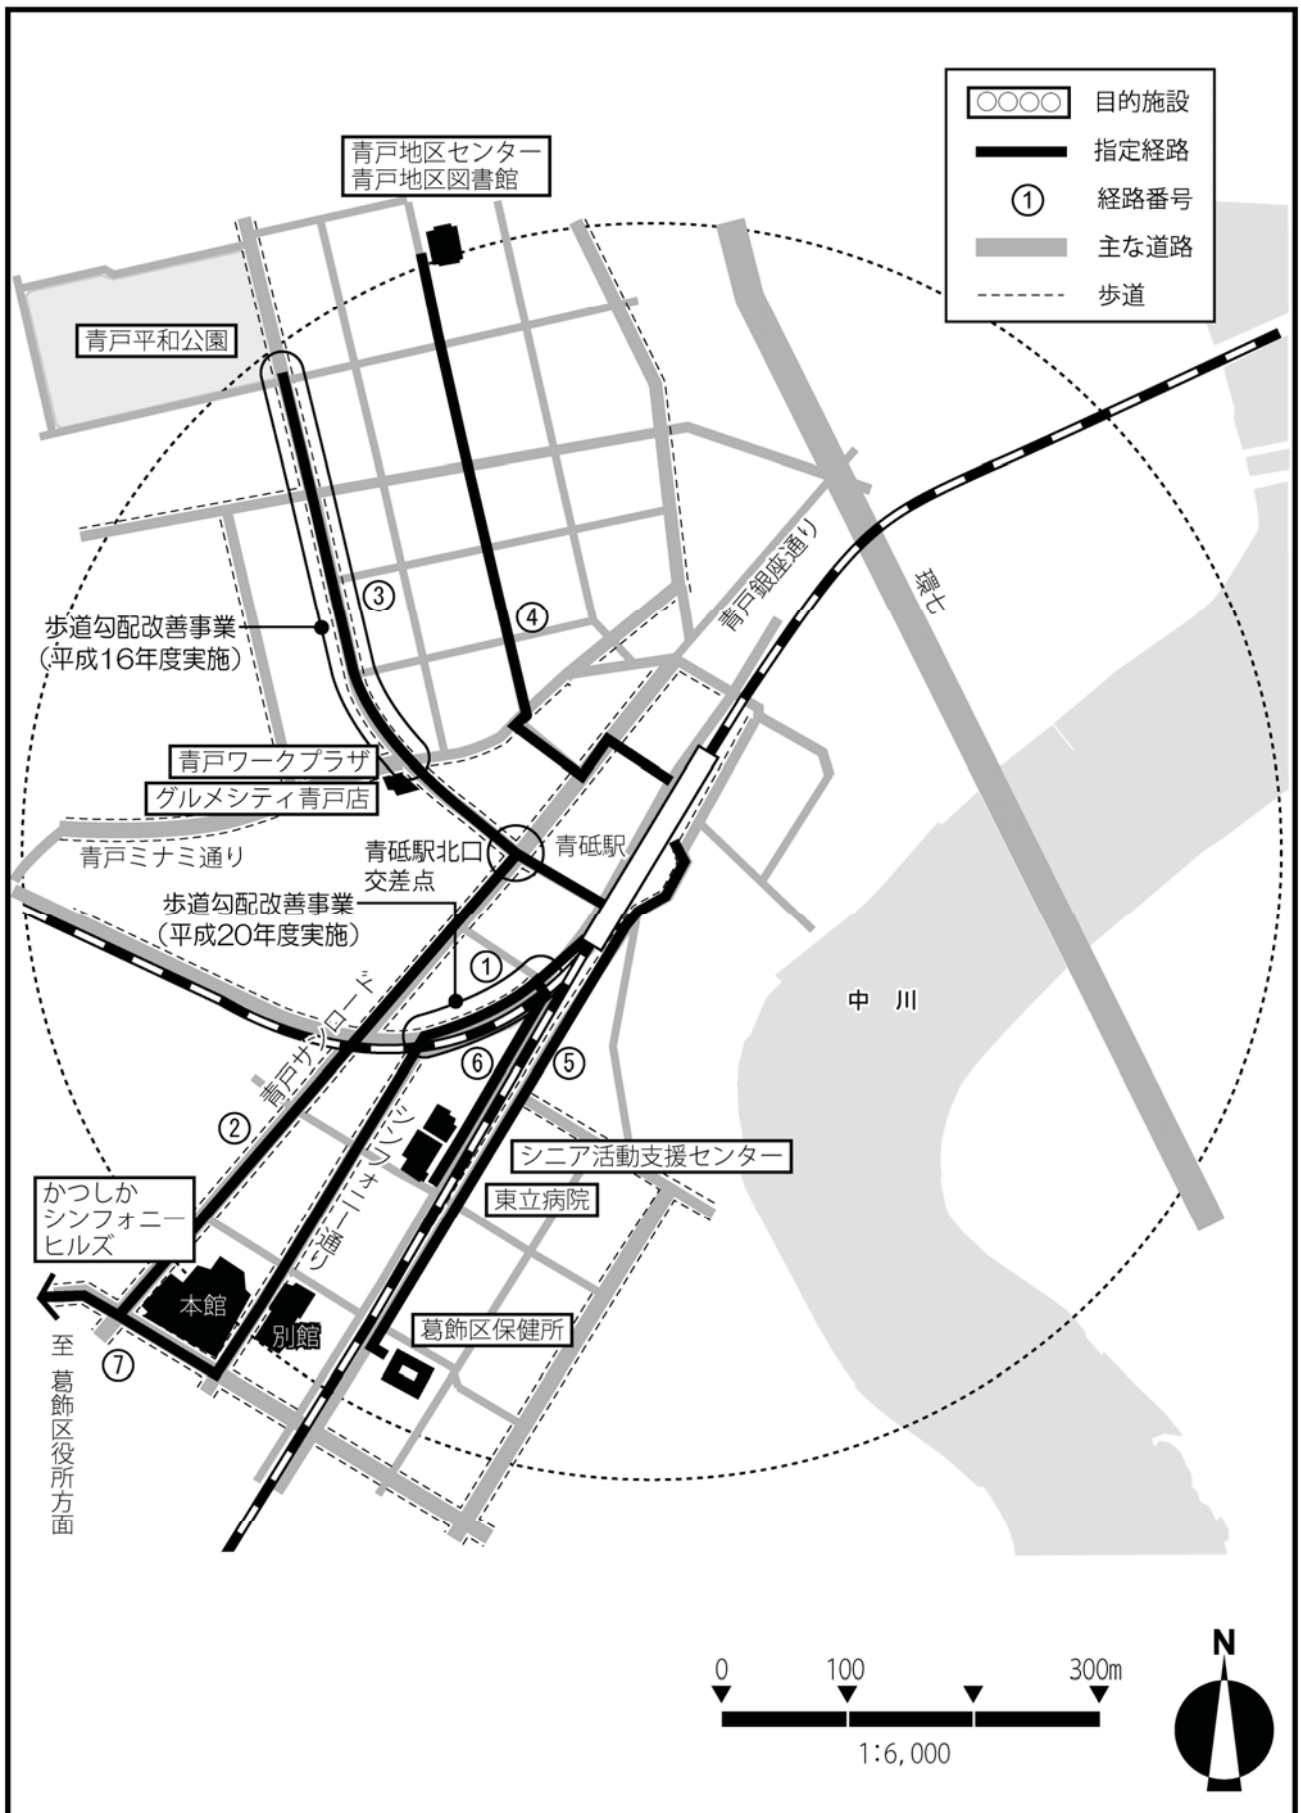 ○○○○ 目的施設
指定経路
① 経路番号
主な道路
歩道
青戸地区センター
青戸地区図書館
青戸平和公園
③
④
青戸銀座通り
環七
歩道勾配改善事業
（平成16年度実施）
青戸ワークプラザ
グルメシティ青戸店
青戸ミナミ通り
青砥駅北口
交差点
青砥駅
歩道勾配改善事業
（平成20年度実施）
①
中 川
青戸サンロード
⑥
⑤
②
シンフォニー通り
シニア活動支援センター
東立病院
かつしか
シンフォニー
ヒルズ
本館
別館
葛飾区保健所
⑦
至 葛飾区役所方面
N
0 100 300m
1:6,000